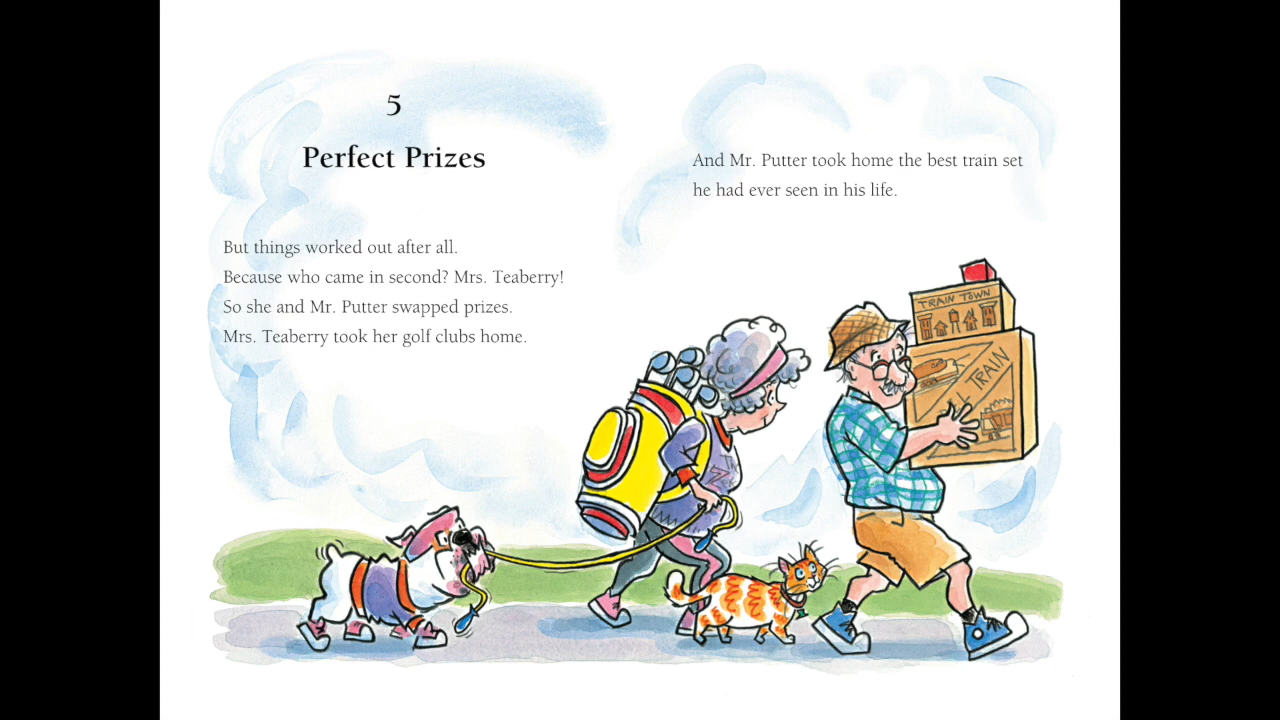 5
Perfect Prizes
But things worked out after all.
Because who came in second? Mrs. Teaberry!
So she and Mr. Putter swapped prizes.
Mrs. Teaberry took her golf clubs home.
And Mr. Putter took home the best train set
he had ever seen in his life.
TRAIN TOWN
TRAIN